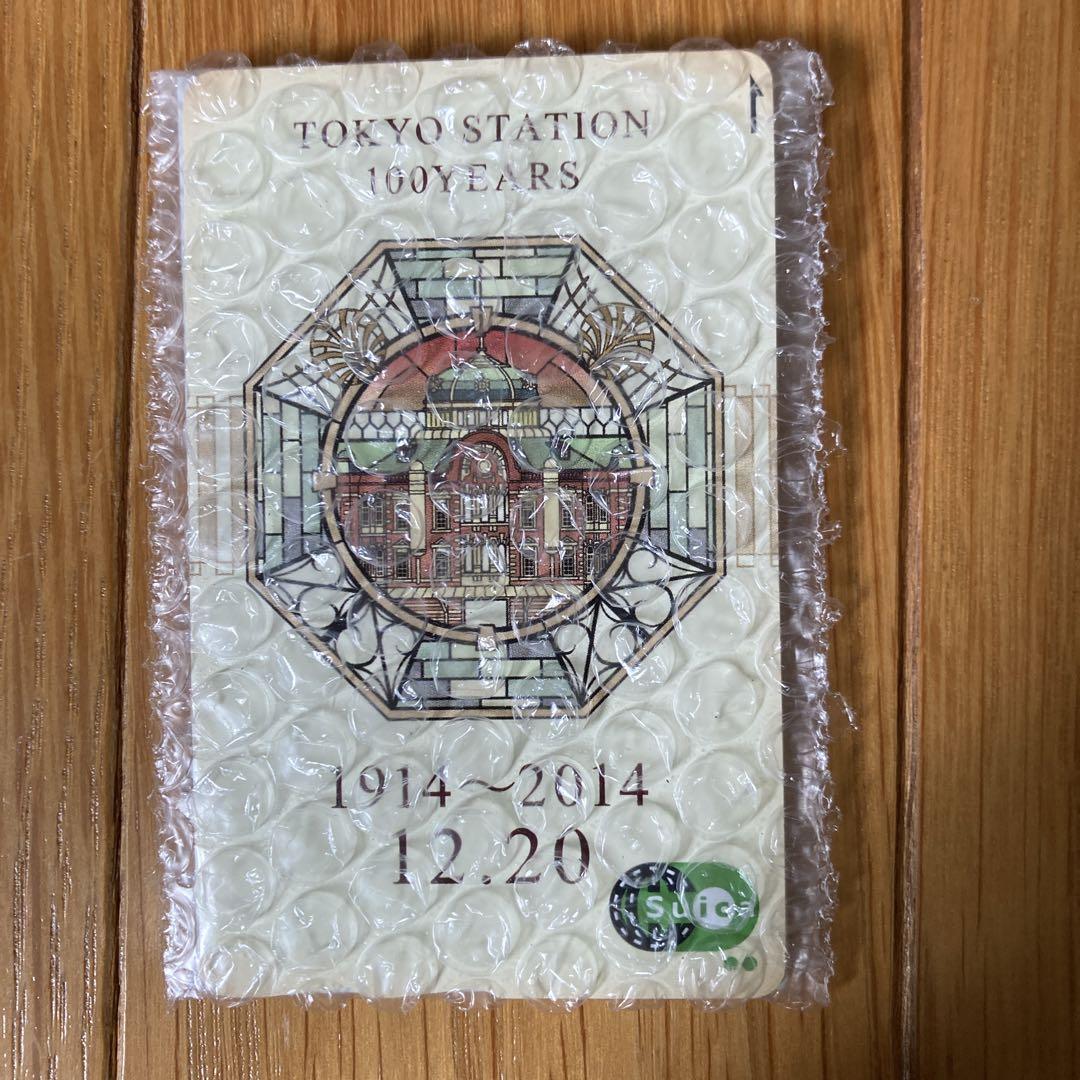 TOKYO STATION
100YEARS
1914～2014
12.20
Suica